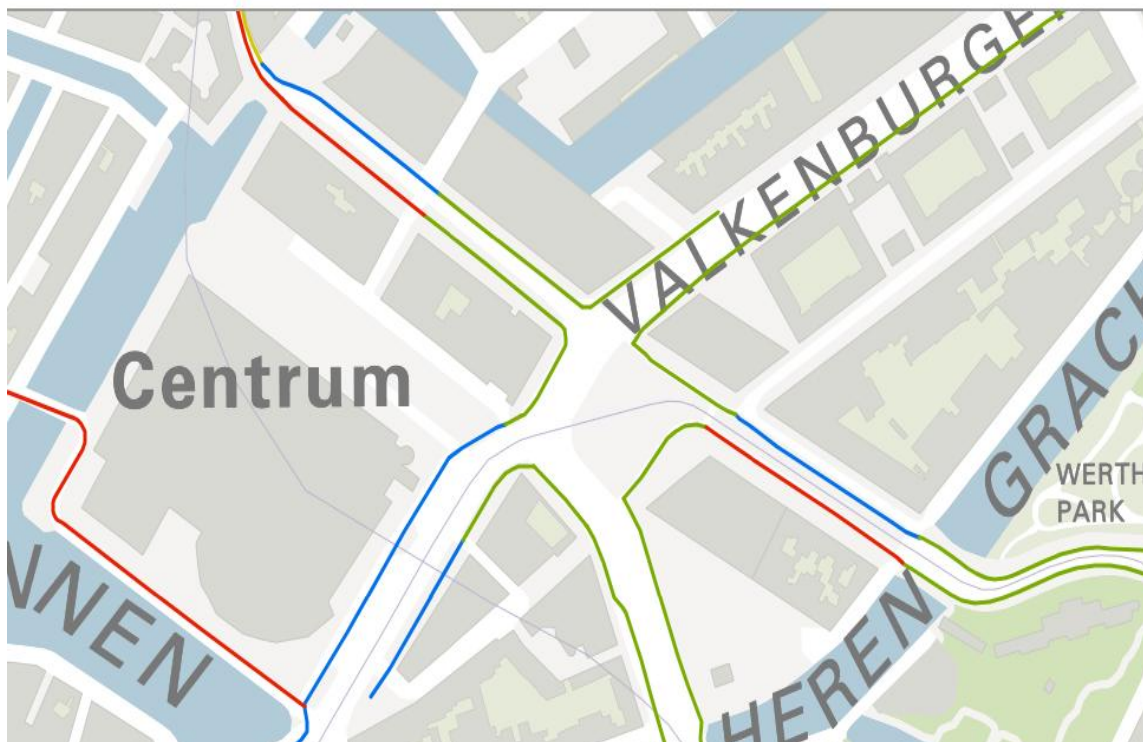 VALKENBURGE
Centrum
GRACH
WERTH
PARK
NNEN
HEREN